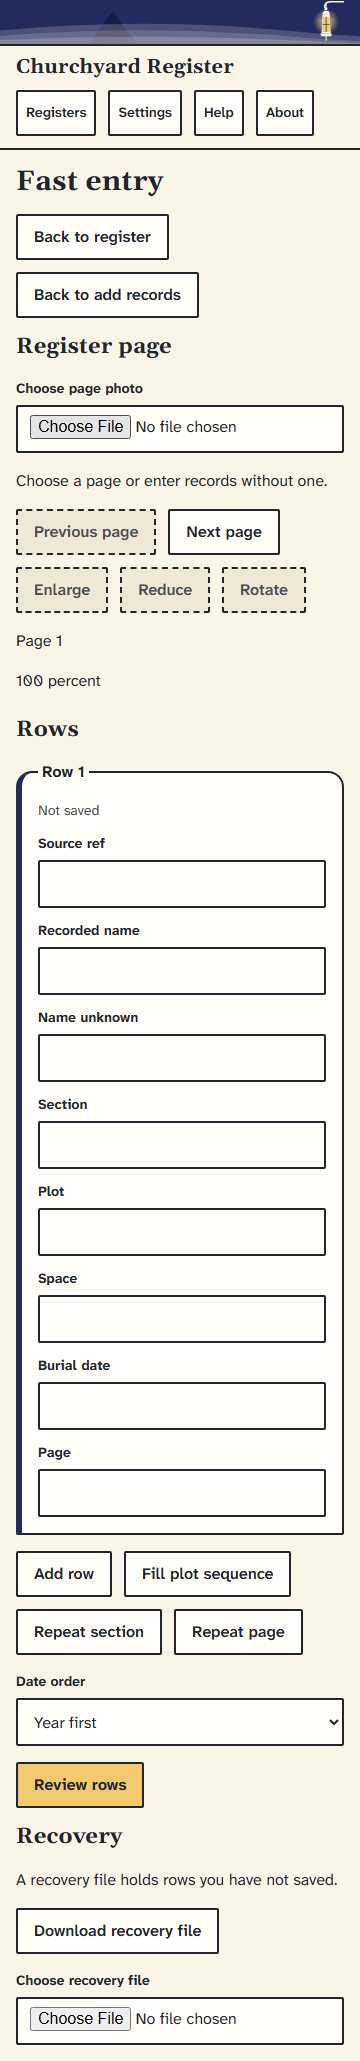 Churchyard Register
Registers Settings Help About
Fast entry
Back to register
Back to add records
Register page
Choose page photo
Choose File No file chosen
Choose a page or enter records without one.
Previous page Next page
Enlarge Reduce Rotate
Page 1
100 percent
Rows
Row 1
Not saved
Source ref
Recorded name
Name unknown
Section
Plot
Space
Burial date
Page
Add row Fill plot sequence
Repeat section Repeat page
Date order
Year first
Review rows
Recovery
A recovery file holds rows you have not saved.
Download recovery file
Choose recovery file
Choose File No file chosen